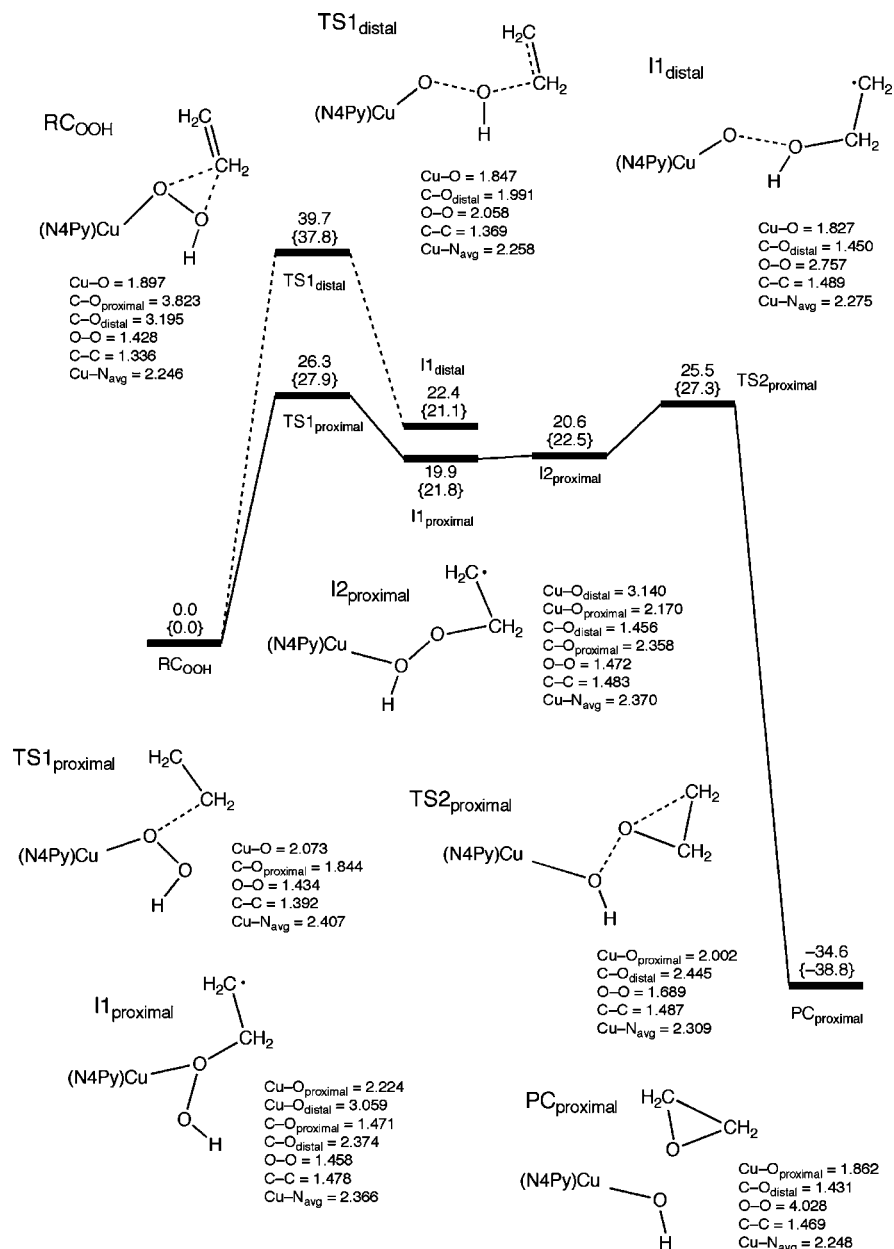 TS1distal
H2C
CH2
O
O
H
(N4Py)Cu
Cu–O = 1.847
C–Odistal = 1.991
O–O = 2.058
C–C = 1.369
Cu–Navg = 2.258
I1distal
·CH2
CH2
O
O
H
(N4Py)Cu
Cu–O = 1.827
C–Odistal = 1.450
O–O = 2.757
C–C = 1.489
Cu–Navg = 2.275
RCOOH
H2C
CH2
O
O
H
(N4Py)Cu
Cu–O = 1.897
C–Oproximal = 3.823
C–Odistal = 3.195
O–O = 1.428
C–C = 1.336
Cu–Navg = 2.246
39.7
{37.8}
TS1distal
26.3
{27.9}
TS1proximal
I1distal
22.4
{21.1}
19.9
{21.8}
I1proximal
20.6
{22.5}
I2proximal
25.5
{27.3}
TS2proximal
0.0
{0.0}
RCOOH
I2proximal
H2C·
CH2
O
O
H
(N4Py)Cu
Cu–Odistal = 3.140
Cu–Oproximal = 2.170
C–Odistal = 1.456
C–Oproximal = 2.358
O–O = 1.472
C–C = 1.483
Cu–Navg = 2.370
TS1proximal
H2C
CH2
O
O
H
(N4Py)Cu
Cu–O = 2.073
C–Oproximal = 1.844
O–O = 1.434
C–C = 1.392
Cu–Navg = 2.407
TS2proximal
CH2
CH2
O
O
H
(N4Py)Cu
Cu–Oproximal = 2.002
C–Odistal = 2.445
O–O = 1.689
C–C = 1.487
Cu–Navg = 2.309
–34.6
{–38.8}
PCproximal
I1proximal
H2C·
CH2
O
O
H
(N4Py)Cu
Cu–Oproximal = 2.224
Cu–Odistal = 3.059
C–Oproximal = 1.471
C–Odistal = 2.374
O–O = 1.458
C–C = 1.478
Cu–Navg = 2.366
PCproximal
H2C
CH2
O
O
H
(N4Py)Cu
Cu–Oproximal = 1.862
C–Odistal = 1.431
O–O = 4.028
C–C = 1.469
Cu–Navg = 2.248